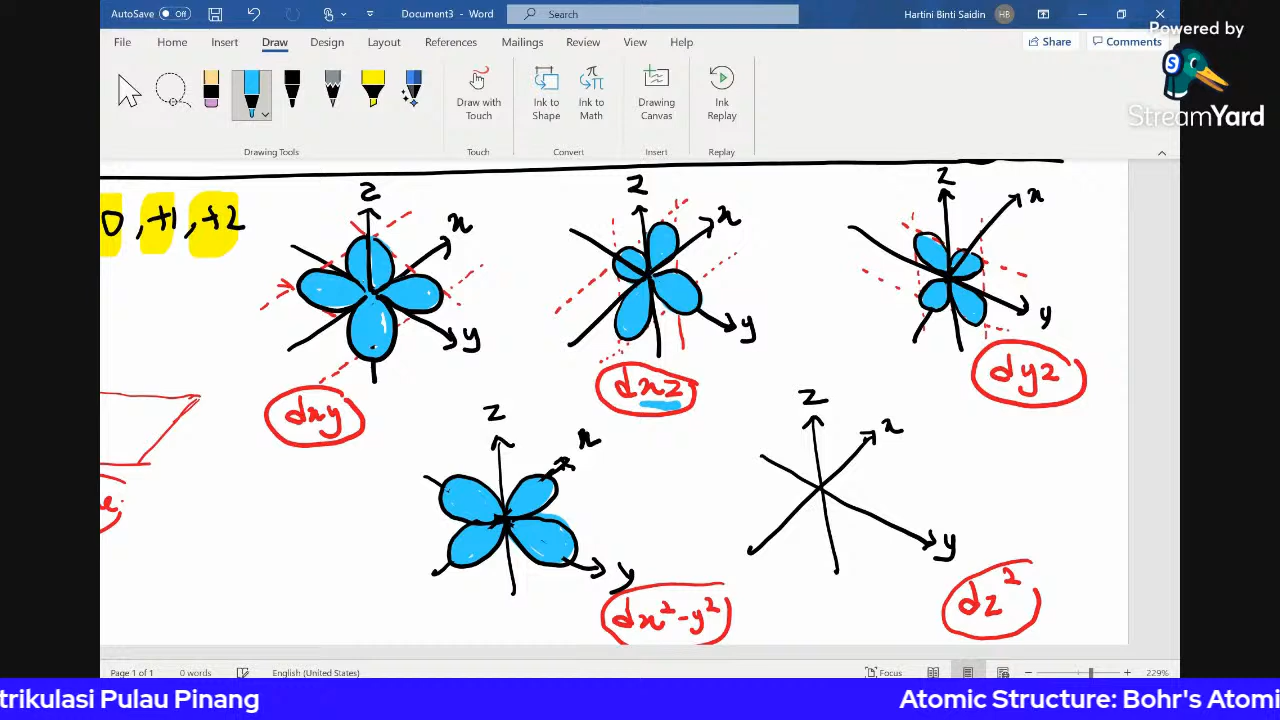 AutoSave Off Document3 - Word Search Hartini Binti Saidin HB
Powered by
S
StreamYard
File Home Insert Draw Design Layout References Mailings Review View Help Share Comments
Draw with Touch Ink to Shape Ink to Math Drawing Canvas Ink Replay
Drawing Tools Touch Convert Insert Replay
0, +1, +2
z x y
z x y
z x y
dxy
dxz
dyz
z x y
z x y
dx²-y²
dz²
Page 1 of 1 0 words English (United States) Focus 229%
trikulasi Pulau Pinang Atomic Structure: Bohr's Atomi